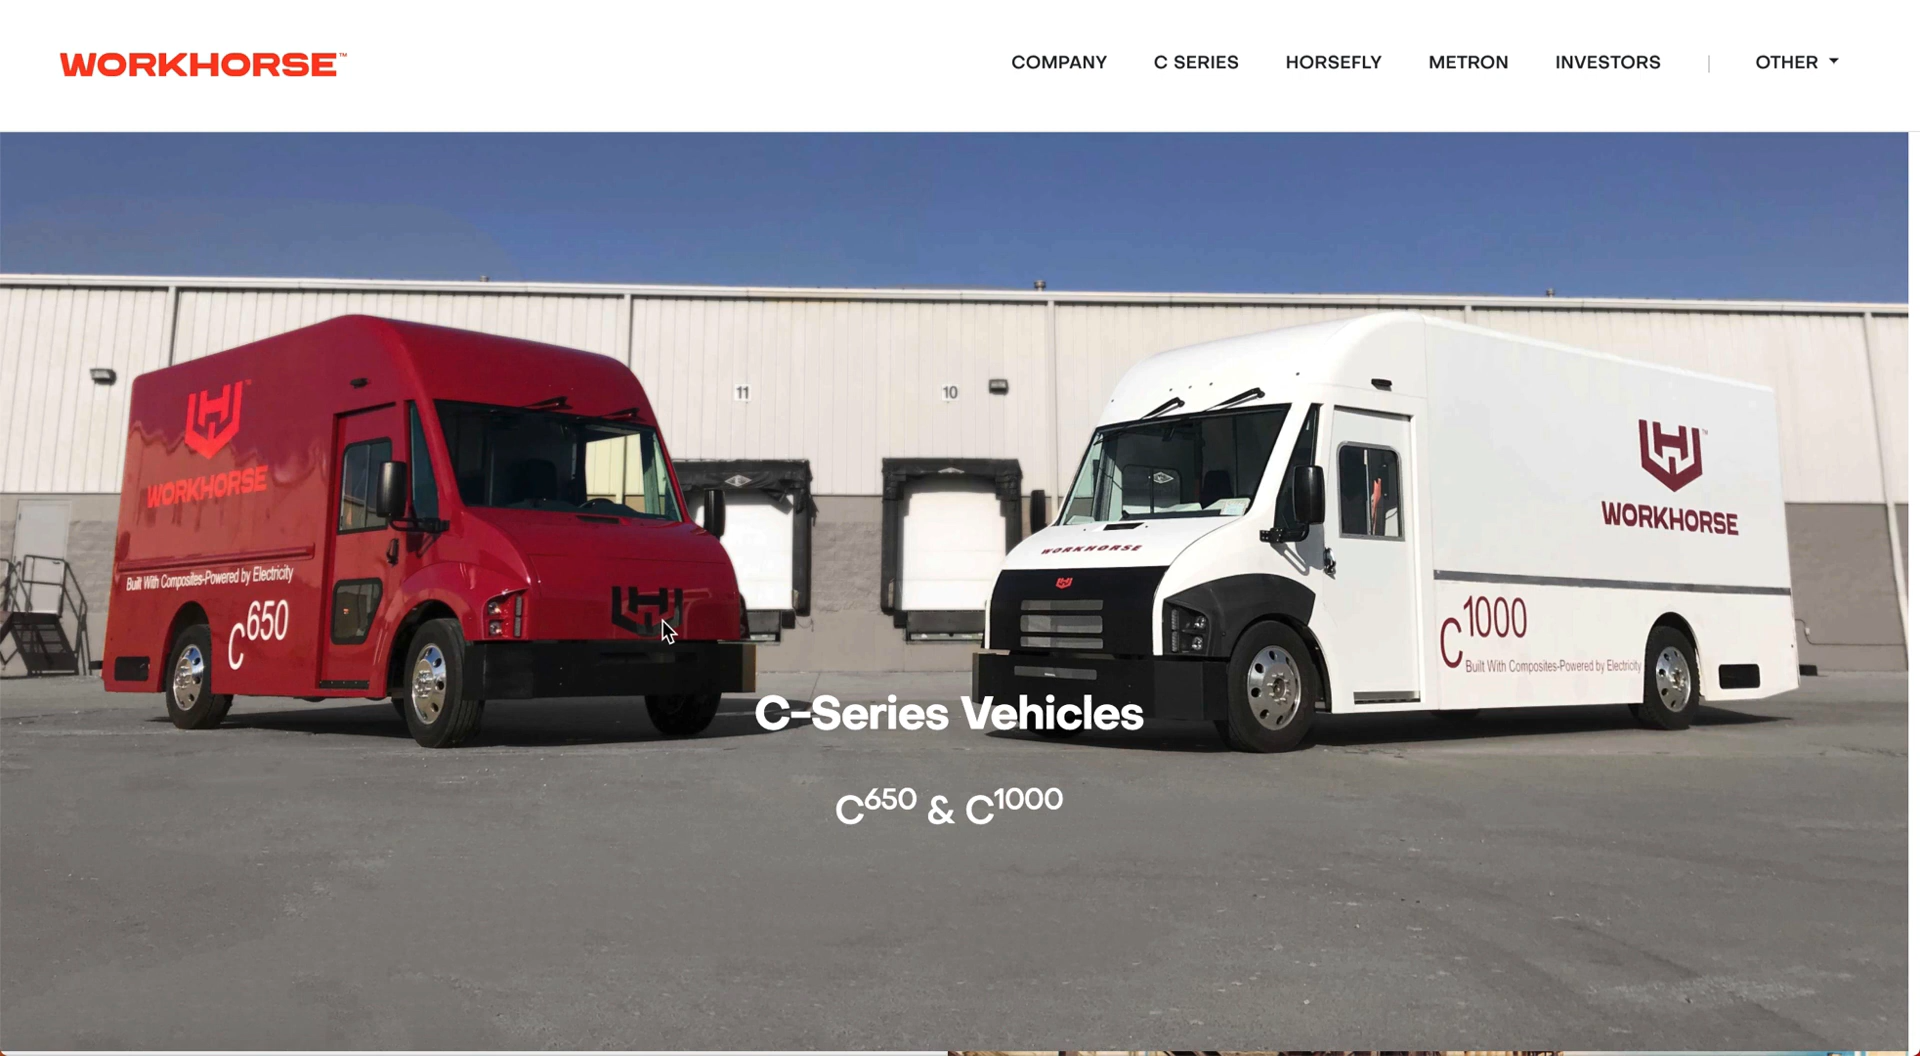 WORKHORSE™
COMPANY C SERIES HORSEFLY METRON INVESTORS | OTHER
11
10
WORKHORSE
Built With Composites-Powered by Electricity
C650
WORKHORSE
WORKHORSE
C1000
Built With Composites-Powered by Electricity
C-Series Vehicles
C650 & C1000